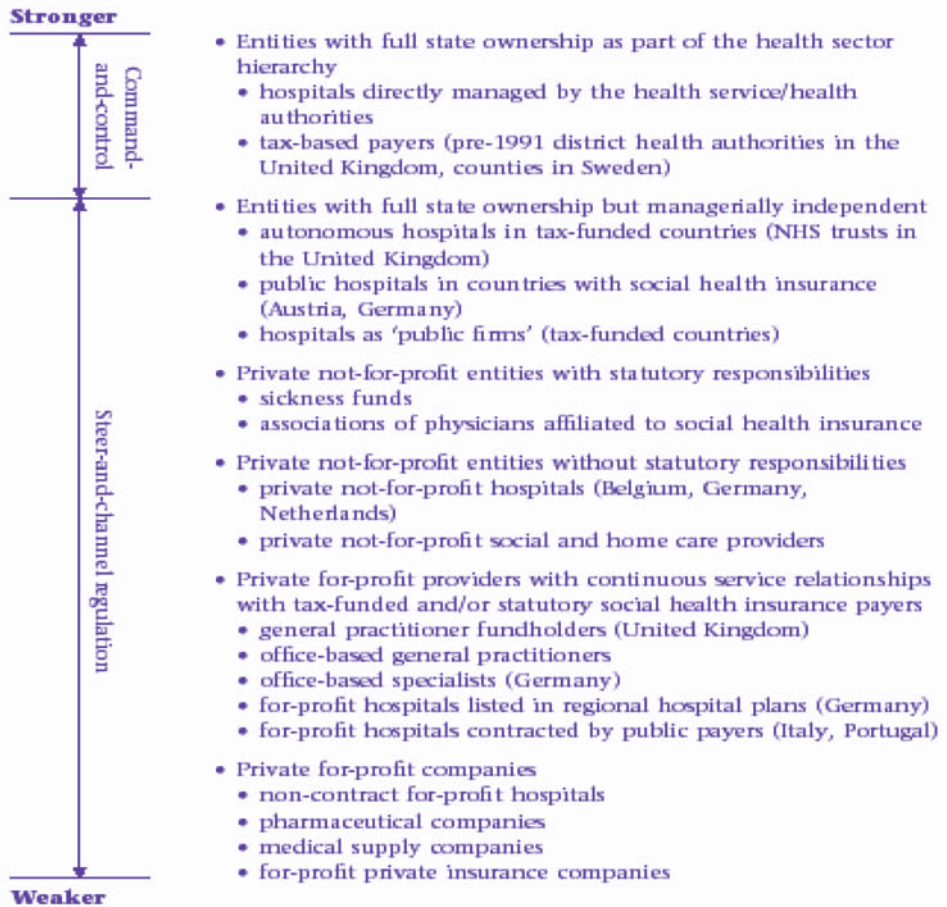 Stronger
Command-
and-control
• Entities with full state ownership as part of the health sector
hierarchy
• hospitals directly managed by the health service/health
authorities
• tax-based payers (pre-1991 district health authorities in the
United Kingdom, counties in Sweden)
• Entities with full state ownership but managerially independent
• autonomous hospitals in tax-funded countries (NHS trusts in
the United Kingdom)
• public hospitals in countries with social health insurance
(Austria, Germany)
• hospitals as ‘public firms’ (tax-funded countries)
Steer-and-channel regulation
• Private not-for-profit entities with statutory responsibilities
• sickness funds
• associations of physicians affiliated to social health insurance
• Private not-for-profit entities without statutory responsibilities
• private not-for-profit hospitals (Belgium, Germany,
Netherlands)
• private not-for-profit social and home care providers
• Private for-profit providers with continuous service relationships
with tax-funded and/or statutory social health insurance payers
• general practitioner fundholders (United Kingdom)
• office-based general practitioners
• office-based specialists (Germany)
• for-profit hospitals listed in regional hospital plans (Germany)
• for-profit hospitals contracted by public payers (Italy, Portugal)
• Private for-profit companies
• non-contract for-profit hospitals
• pharmaceutical companies
• medical supply companies
• for-profit private insurance companies
Weaker